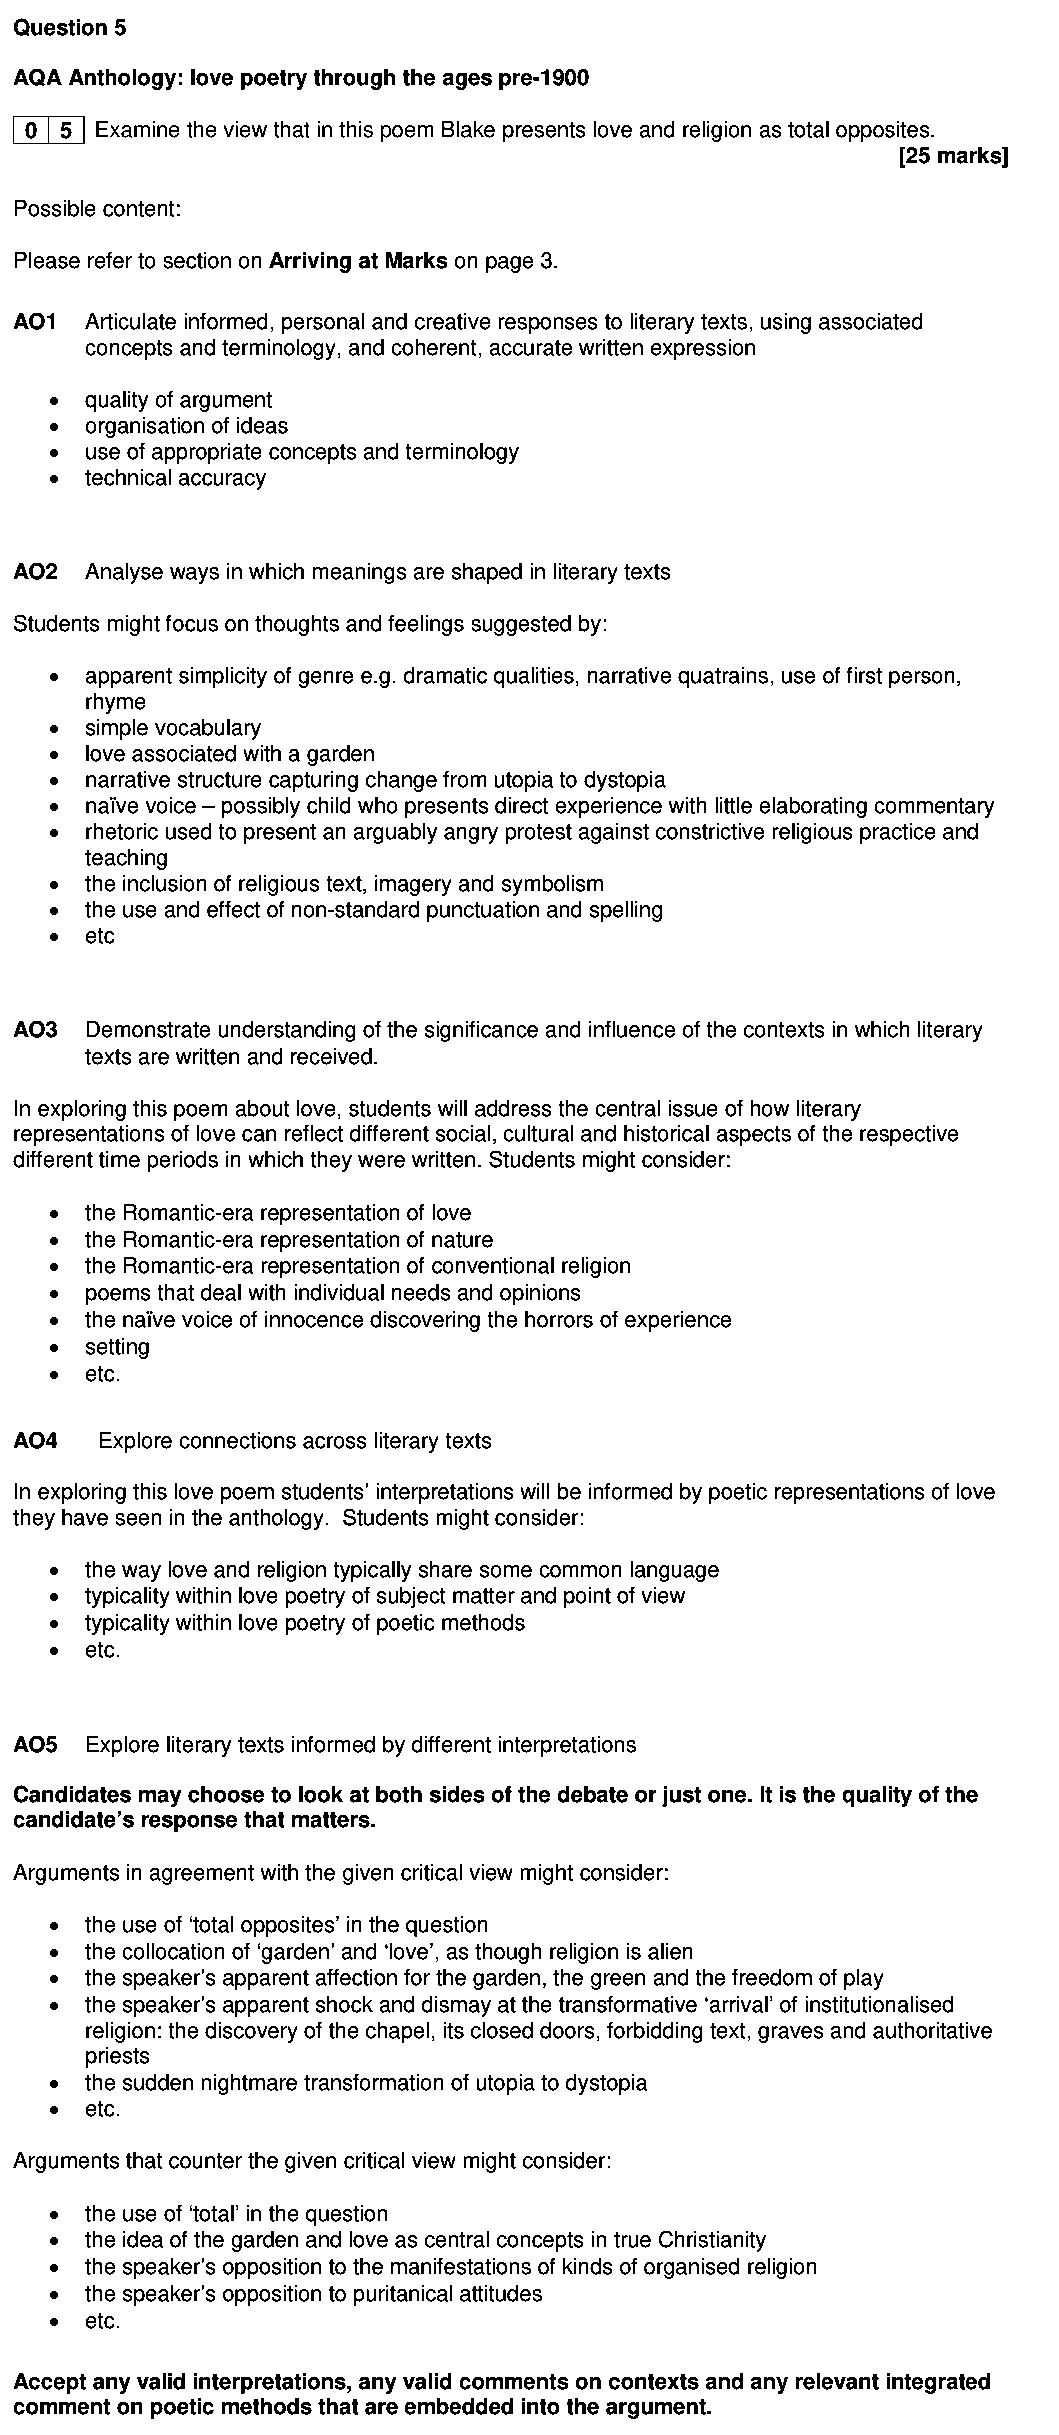 Question 5
AQA Anthology: love poetry through the ages pre-1900
0 5 Examine the view that in this poem Blake presents love and religion as total opposites.
[25 marks]
Possible content:
Please refer to section on Arriving at Marks on page 3.
AO1 Articulate informed, personal and creative responses to literary texts, using associated
concepts and terminology, and coherent, accurate written expression
• quality of argument
• organisation of ideas
• use of appropriate concepts and terminology
• technical accuracy
AO2 Analyse ways in which meanings are shaped in literary texts
Students might focus on thoughts and feelings suggested by:
• apparent simplicity of genre e.g. dramatic qualities, narrative quatrains, use of first person,
rhyme
• simple vocabulary
• love associated with a garden
• narrative structure capturing change from utopia to dystopia
• naïve voice – possibly child who presents direct experience with little elaborating commentary
• rhetoric used to present an arguably angry protest against constrictive religious practice and
teaching
• the inclusion of religious text, imagery and symbolism
• the use and effect of non-standard punctuation and spelling
• etc
AO3 Demonstrate understanding of the significance and influence of the contexts in which literary
texts are written and received.
In exploring this poem about love, students will address the central issue of how literary
representations of love can reflect different social, cultural and historical aspects of the respective
different time periods in which they were written. Students might consider:
• the Romantic-era representation of love
• the Romantic-era representation of nature
• the Romantic-era representation of conventional religion
• poems that deal with individual needs and opinions
• the naïve voice of innocence discovering the horrors of experience
• setting
• etc.
AO4 Explore connections across literary texts
In exploring this love poem students' interpretations will be informed by poetic representations of love
they have seen in the anthology. Students might consider:
• the way love and religion typically share some common language
• typicality within love poetry of subject matter and point of view
• typicality within love poetry of poetic methods
• etc.
AO5 Explore literary texts informed by different interpretations
Candidates may choose to look at both sides of the debate or just one. It is the quality of the
candidate's response that matters.
Arguments in agreement with the given critical view might consider:
• the use of 'total opposites' in the question
• the collocation of 'garden' and 'love', as though religion is alien
• the speaker's apparent affection for the garden, the green and the freedom of play
• the speaker's apparent shock and dismay at the transformative 'arrival' of institutionalised
religion: the discovery of the chapel, its closed doors, forbidding text, graves and authoritative
priests
• the sudden nightmare transformation of utopia to dystopia
• etc.
Arguments that counter the given critical view might consider:
• the use of 'total' in the question
• the idea of the garden and love as central concepts in true Christianity
• the speaker's opposition to the manifestations of kinds of organised religion
• the speaker's opposition to puritanical attitudes
• etc.
Accept any valid interpretations, any valid comments on contexts and any relevant integrated
comment on poetic methods that are embedded into the argument.